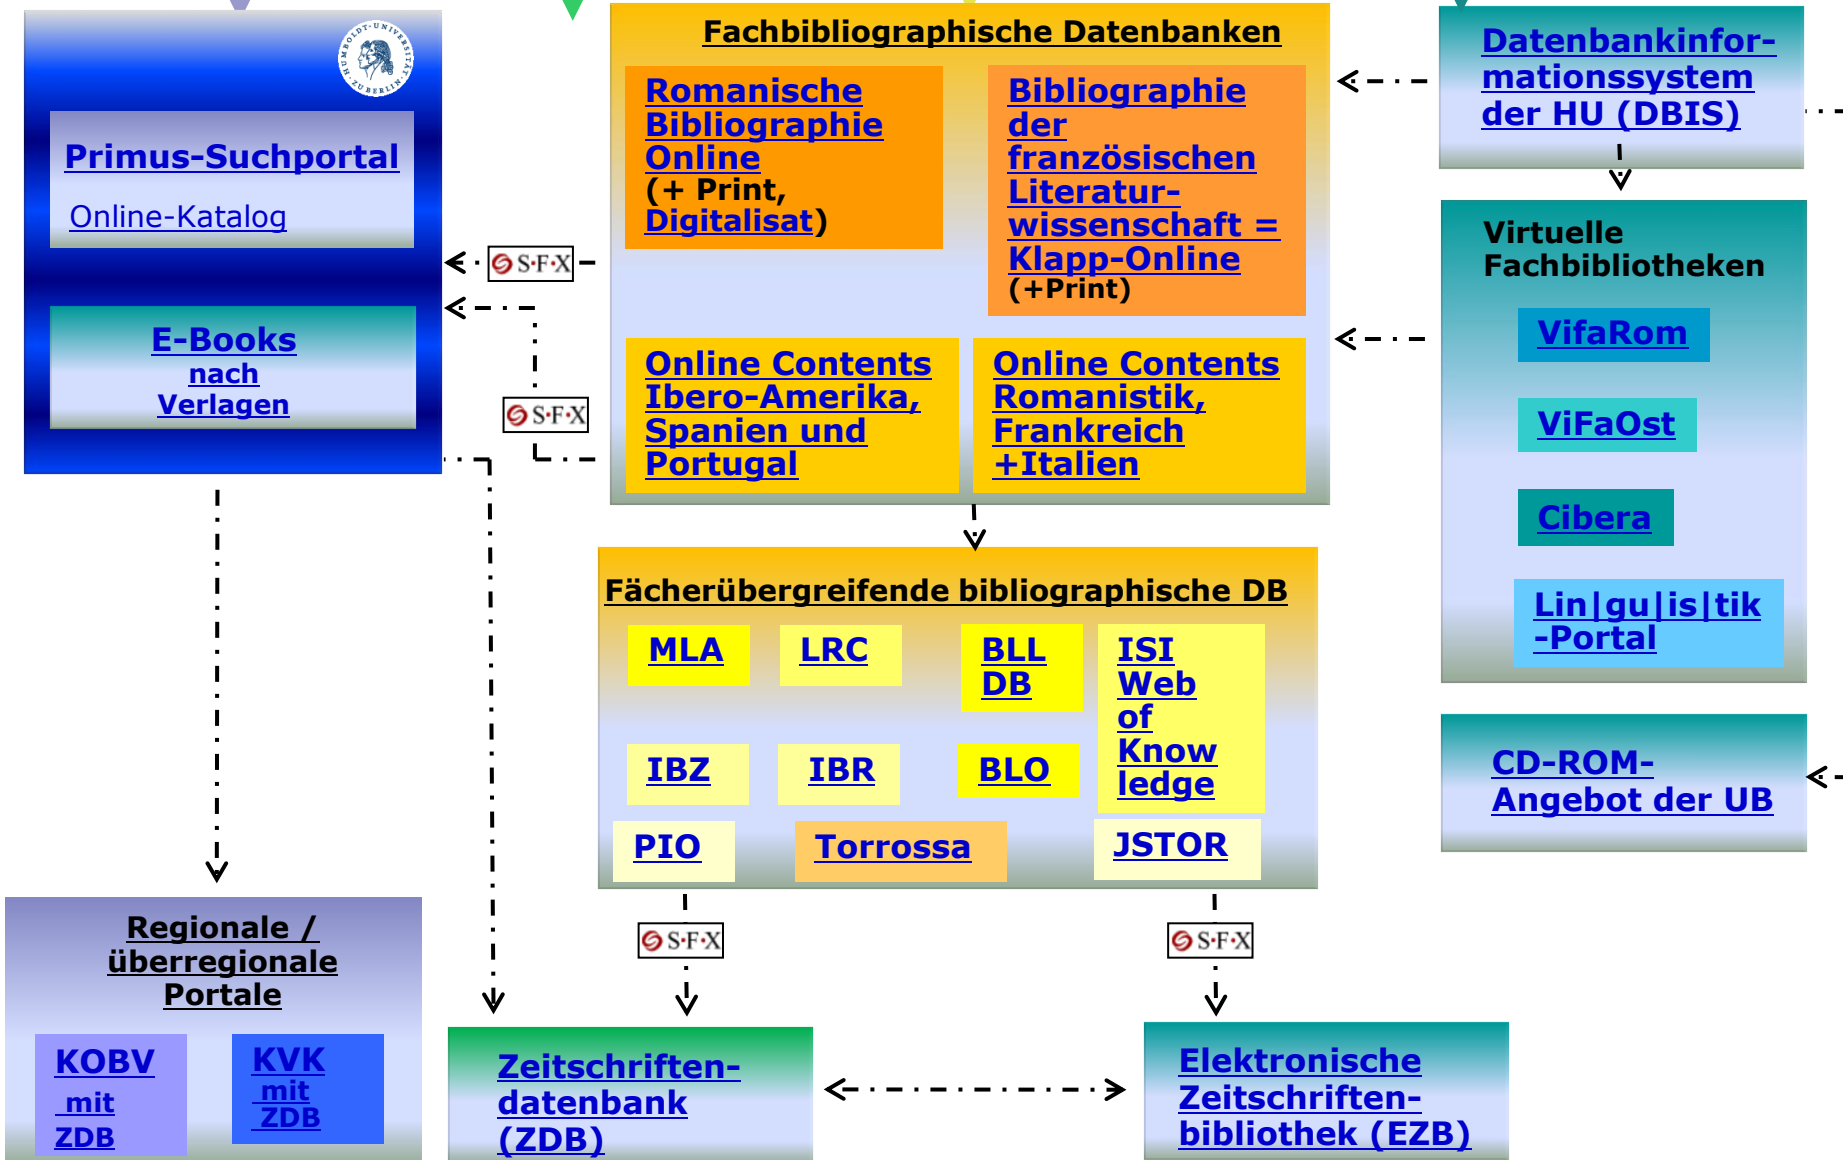 HUMBOLDT-UNIVERSITÄT ZU BERLIN
Primus-Suchportal
Online-Katalog
E-Books
nach
Verlagen
Fachbibliographische Datenbanken
Romanische
Bibliographie
Online
(+ Print,
Digitalisat)
Bibliographie
der
französischen
Literatur-
wissenschaft =
Klapp-Online
(+Print)
Online Contents
Ibero-Amerika,
Spanien und
Portugal
Online Contents
Romanistik,
Frankreich
+Italien
S·F·X
S·F·X
Datenbankinfor-
mationssystem
der HU (DBIS)
Virtuelle
Fachbibliotheken
VifaRom
ViFaOst
Cibera
Lin|gu|is|tik
-Portal
CD-ROM-
Angebot der UB
Fächerübergreifende bibliographische DB
MLA
LRC
BLL
DB
ISI
Web
of
Know
ledge
IBZ
IBR
BLO
PIO
Torrossa
JSTOR
S·F·X
S·F·X
Regionale /
überregionale
Portale
KOBV
mit
ZDB
KVK
mit
ZDB
Zeitschriften-
datenbank
(ZDB)
Elektronische
Zeitschriften-
bibliothek (EZB)